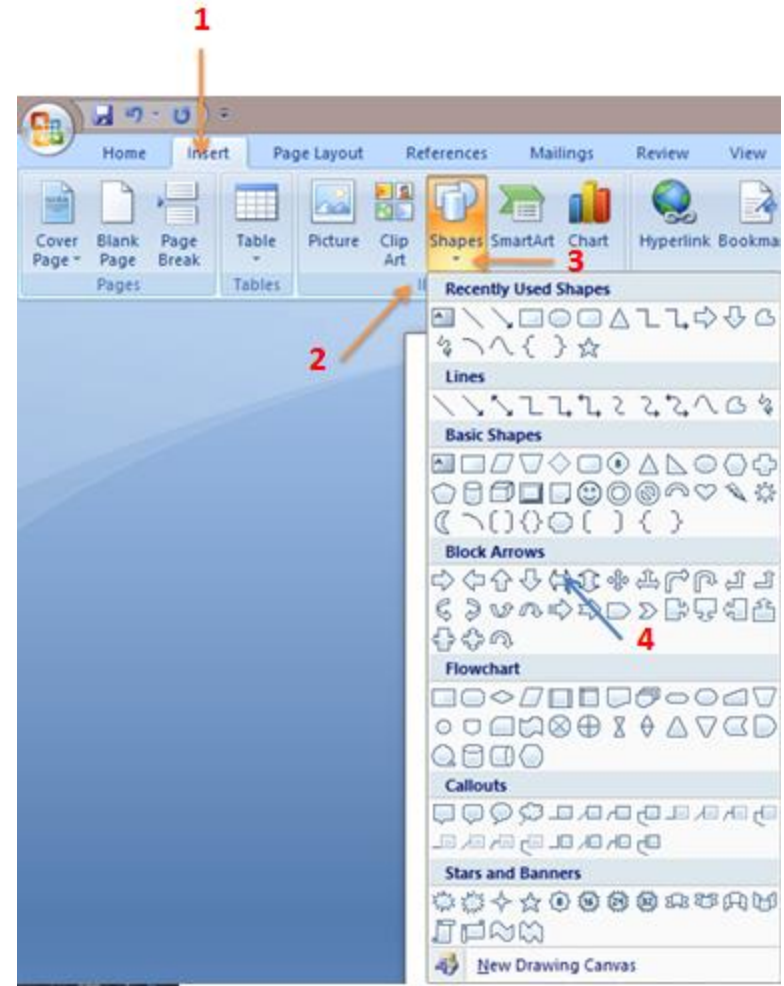 1
Home Insert Page Layout References Mailings Review View
Cover Page Blank Page Page Break Table Picture Clip Art Shapes SmartArt Chart Hyperlink Bookma
3
Pages Tables
2
Recently Used Shapes
Lines
Basic Shapes
Block Arrows
4
Flowchart
Callouts
Stars and Banners
New Drawing Canvas